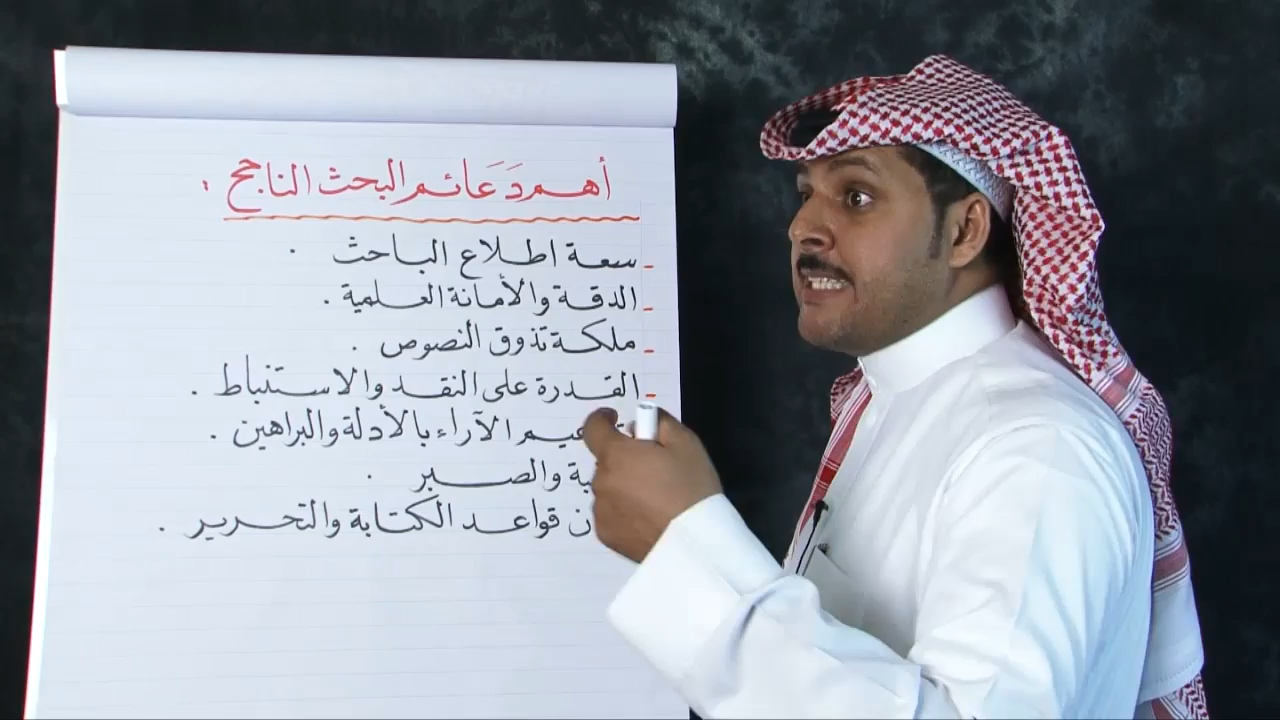 أهم دَعَائم البحث الناجح :
- سعة اطلاع الباحث .
- الدقة والأمانة العلمية .
- ملكة تذوق النصوص .
- القدرة على النقد والاستنباط .
الآراء بالأدلة والبراهين .
والصبر .
قواعد الكتابة والتحرير .